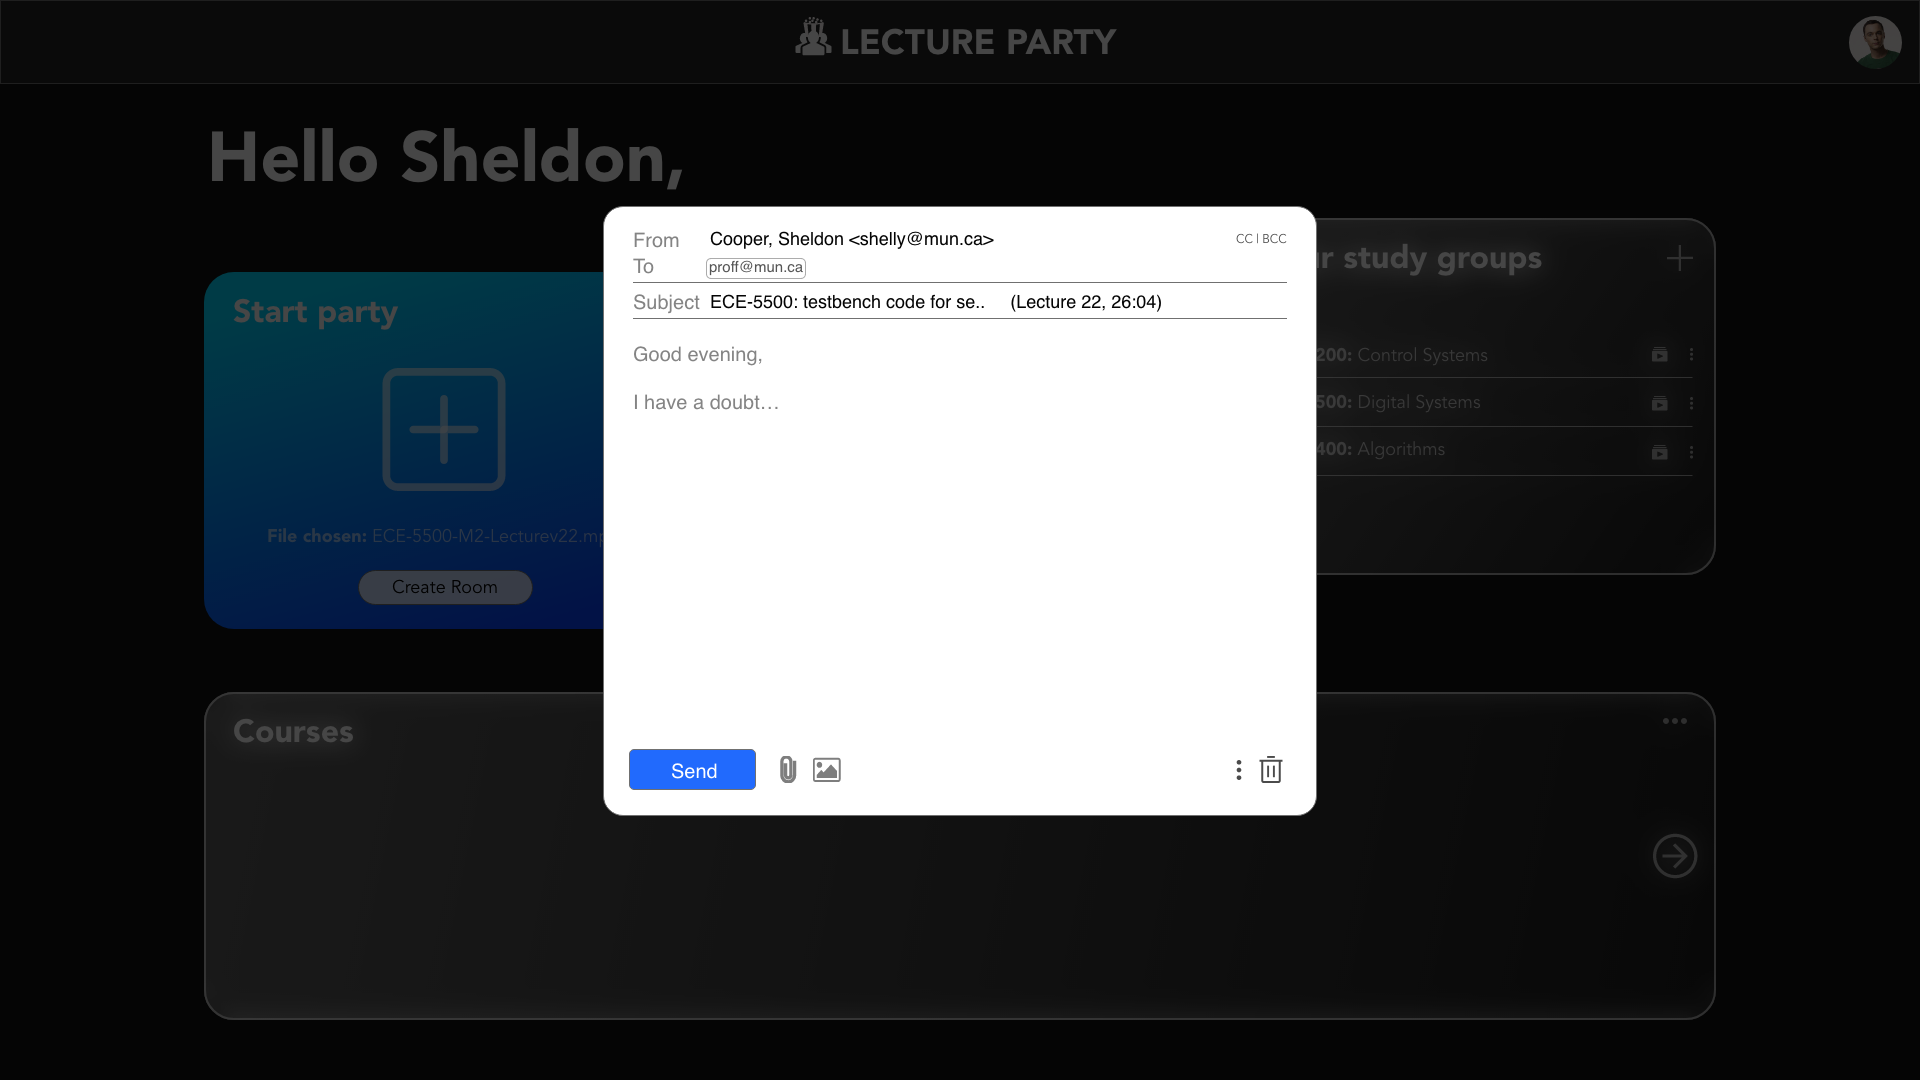 LECTURE PARTY
Hello Sheldon,
From Cooper, Sheldon <shelly@mun.ca> CC | BCC
To proff@mun.ca
Subject ECE-5500: testbench code for se.. (Lecture 22, 26:04)
Good evening,
I have a doubt...
Send
Start party
File chosen: ECE-5500-M2-Lecturev22.mp
Create Room
study groups
200: Control Systems
500: Digital Systems
400: Algorithms
Courses